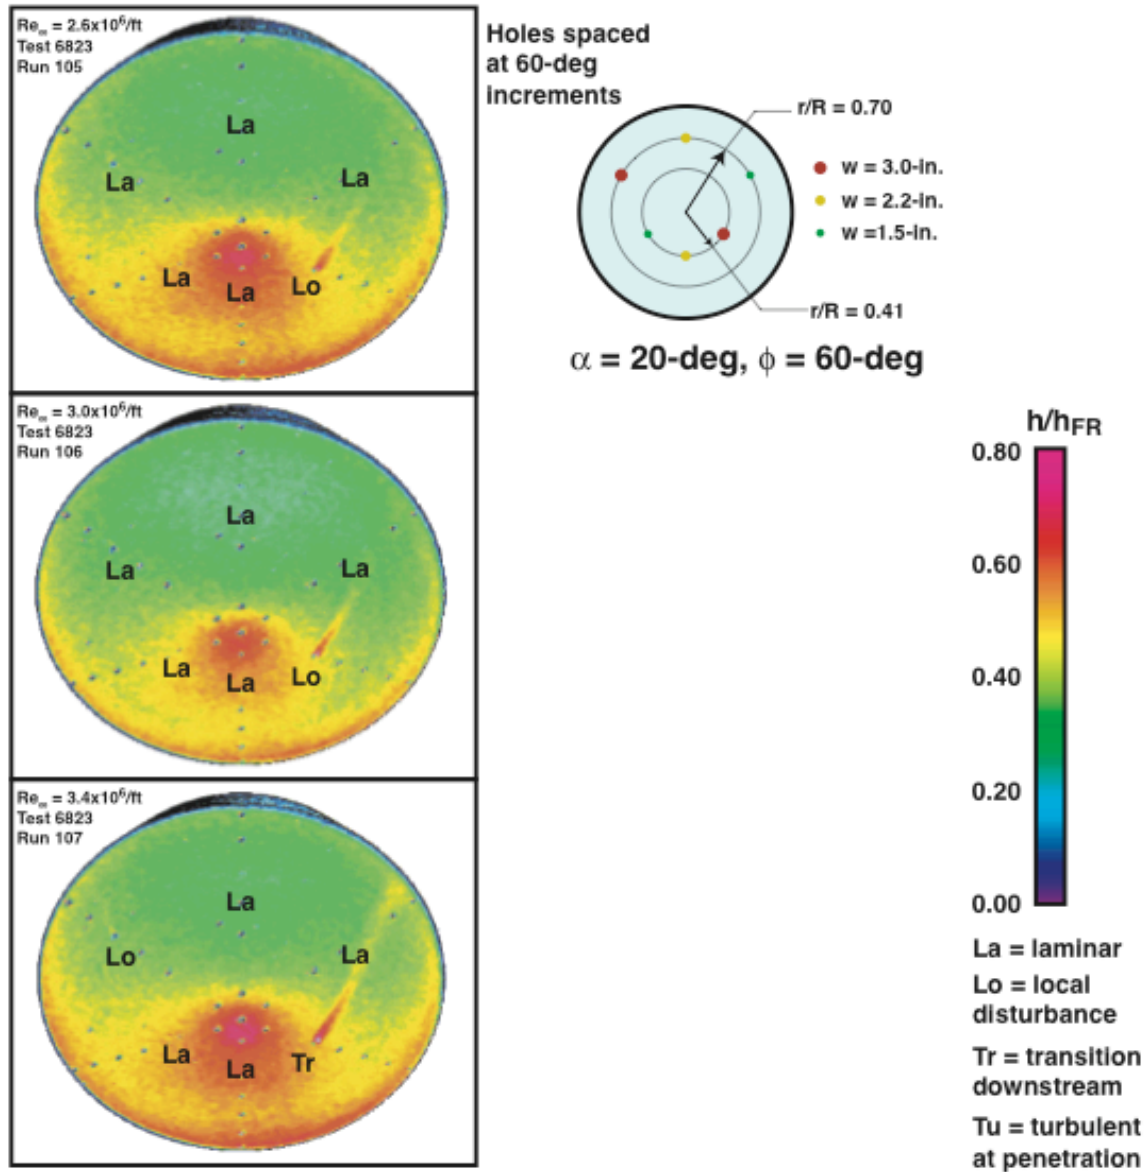 Re∞ = 2.6x10⁶/ft
Test 6823
Run 105
La
La
La
La
La
Lo
Holes spaced
at 60-deg
increments
r/R = 0.70
w = 3.0-in.
w = 2.2-in.
w =1.5-in.
r/R = 0.41
α = 20-deg, ϕ = 60-deg
Re∞ = 3.0x10⁶/ft
Test 6823
Run 106
La
La
La
La
La
Lo
Re∞ = 3.4x10⁶/ft
Test 6823
Run 107
La
Lo
La
La
La
Tr
h/hFR
0.80
0.60
0.40
0.20
0.00
La = laminar
Lo = local
disturbance
Tr = transition
downstream
Tu = turbulent
at penetration